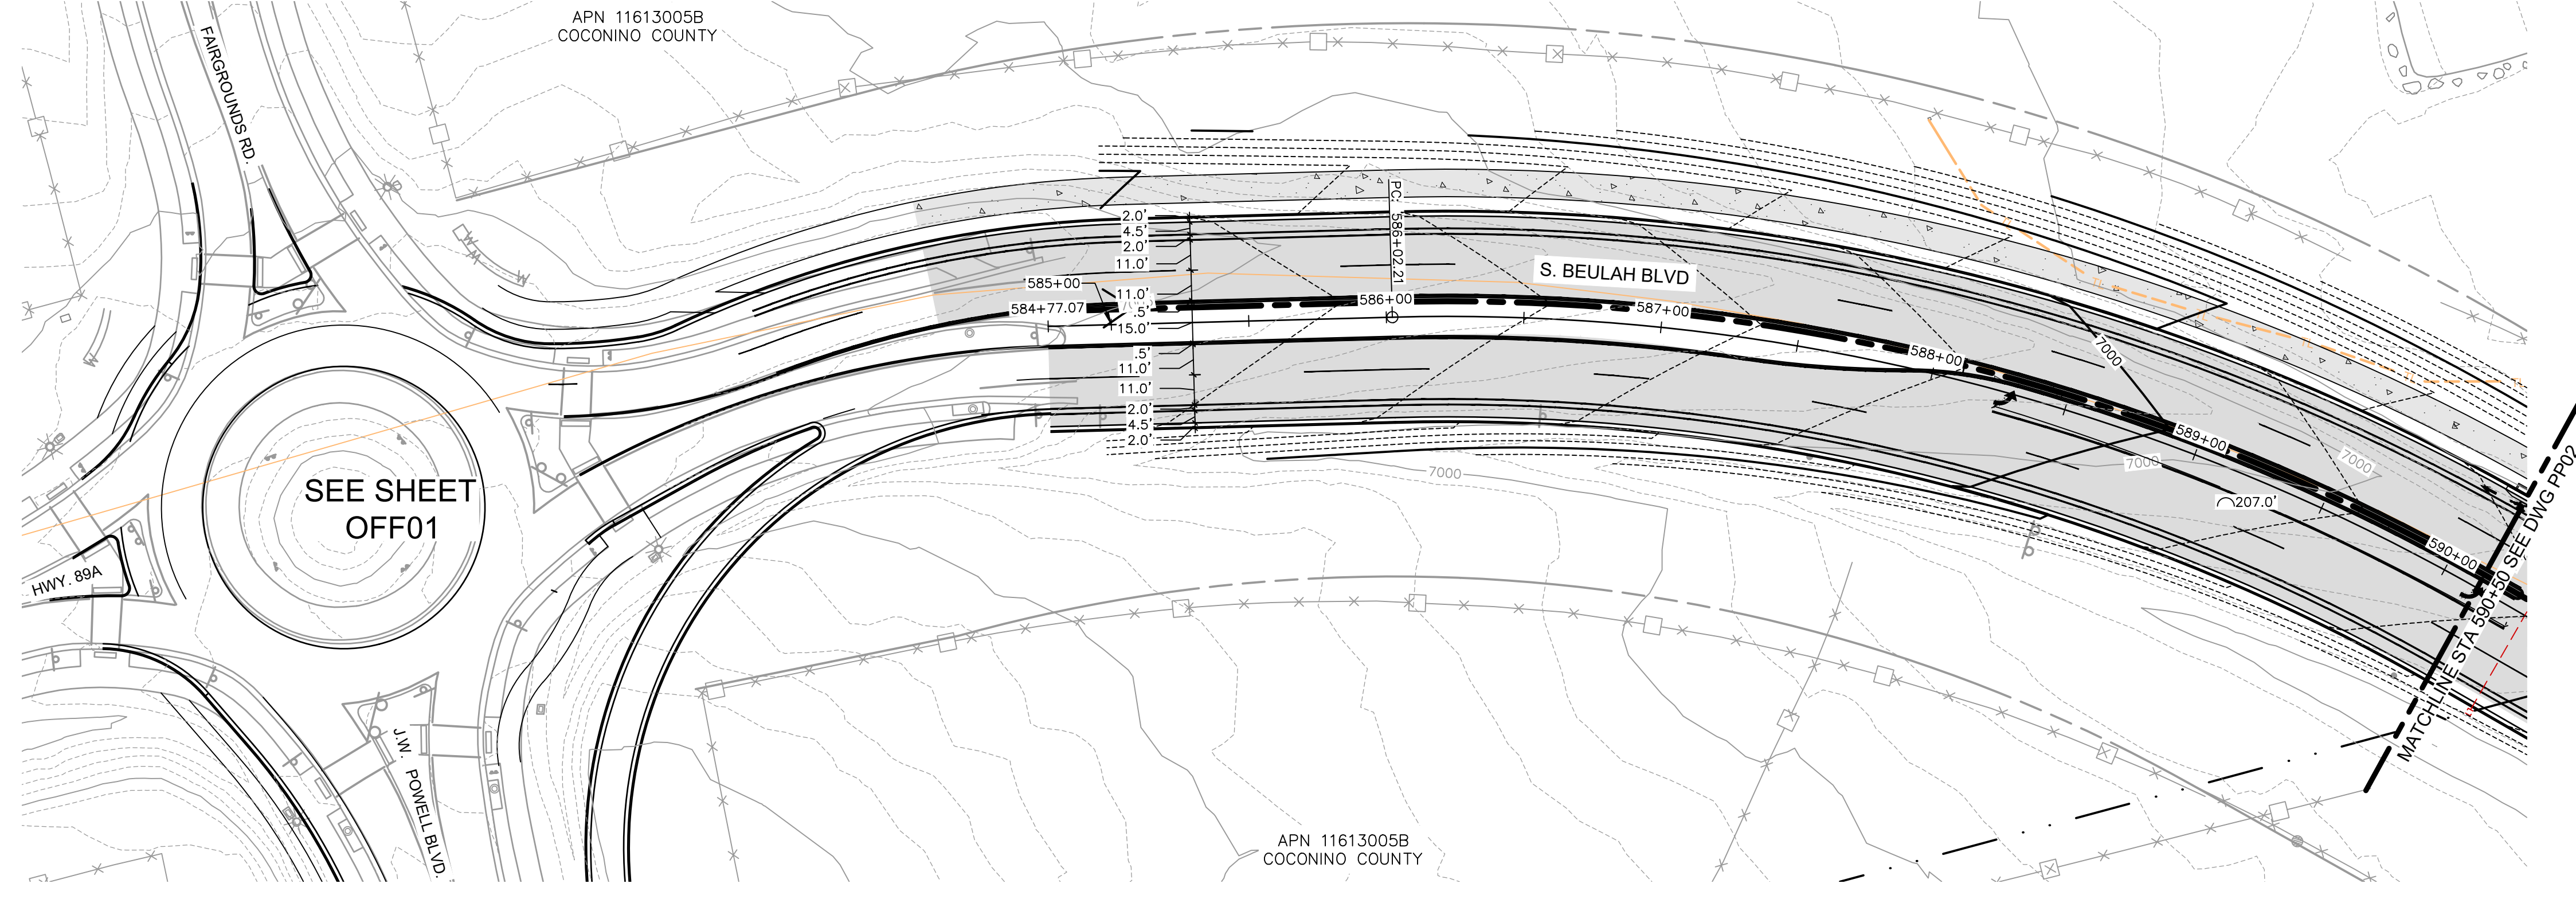 APN 11613005B
COCONINO COUNTY
FAIRGROUNDS RD.
PC: 586+02.21
2.0'
4.5'
2.0'
11.0'
11.0'
.5'
15.0'
.5'
11.0'
11.0'
2.0'
4.5'
2.0'
S. BEULAH BLVD
585+00
584+77.07
586+00
587+00
588+00
7000
589+00
7000
7000
7000
207.0'
590+00
SEE SHEET
OFF01
HWY. 89A
J.W. POWELL BLVD.
MATCHLINE STA 590+50 SEE DWG PP02
APN 11613005B
COCONINO COUNTY